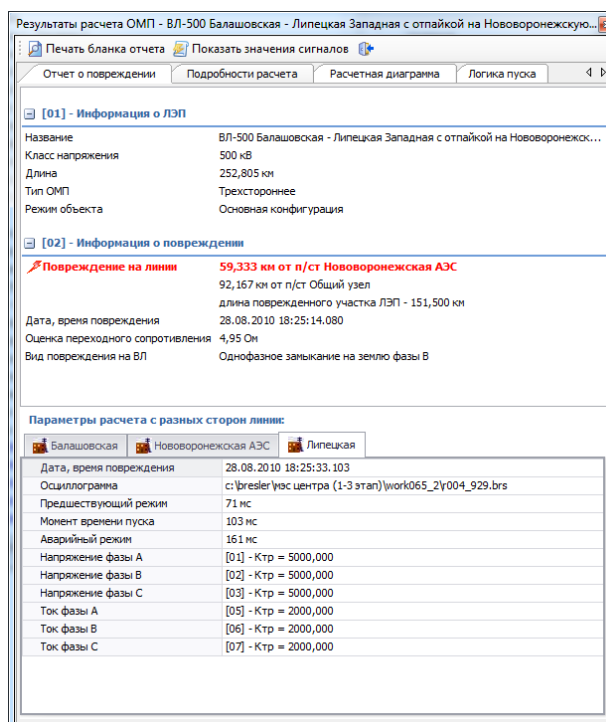 Результаты расчета ОМП - ВЛ-500 Балашовская - Липецкая Западная с отпайкой на Нововоронежскую...
Печать бланка отчета Показать значения сигналов
Отчет о повреждении Подробности расчета Расчетная диаграмма Логика пуска
[01] - Информация о ЛЭП
Название ВЛ-500 Балашовская - Липецкая Западная с отпайкой на Нововоронежск...
Класс напряжения 500 кВ
Длина 252,805 км
Тип ОМП Трехстороннее
Режим объекта Основная конфигурация
[02] - Информация о повреждении
Повреждение на линии 59,333 км от п/ст Нововоронежская АЭС
92,167 км от п/ст Общий узел
длина поврежденного участка ЛЭП - 151,500 км
Дата, время повреждения 28.08.2010 18:25:14.080
Оценка переходного сопротивления 4,95 Ом
Вид повреждения на ВЛ Однофазное замыкание на землю фазы В
Параметры расчета с разных сторон линии:
Балашовская Нововоронежская АЭС Липецкая
Дата, время повреждения 28.08.2010 18:25:33.103
Осциллограмма c:\bresler\мэс центра (1-3 этап)\work065_2\r004_929.brs
Предшествующий режим 71 мс
Момент времени пуска 103 мс
Аварийный режим 161 мс
Напряжение фазы А [01] - Ктр = 5000,000
Напряжение фазы В [02] - Ктр = 5000,000
Напряжение фазы С [03] - Ктр = 5000,000
Ток фазы А [05] - Ктр = 2000,000
Ток фазы В [06] - Ктр = 2000,000
Ток фазы С [07] - Ктр = 2000,000